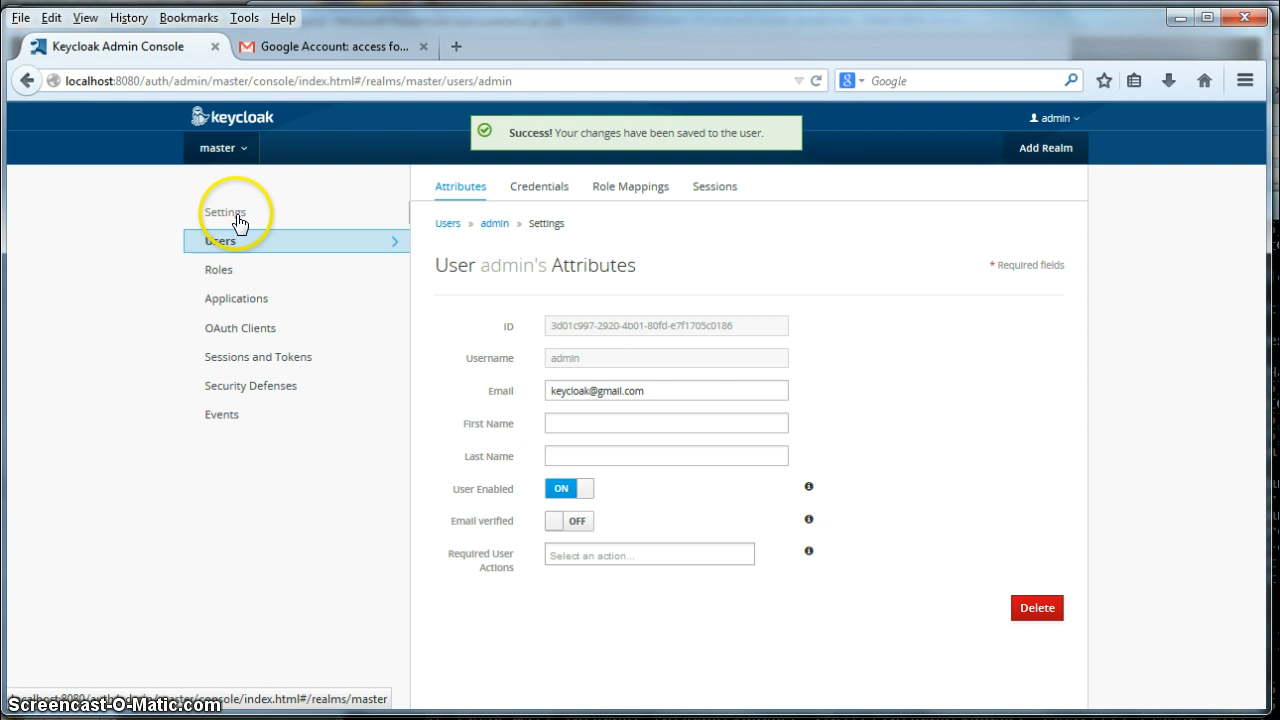 File Edit View History Bookmarks Tools Help
Keycloak Admin Console
Google Account: access fo...
localhost:8080/auth/admin/master/console/index.html#/realms/master/users/admin
Google
keycloak
admin
Success! Your changes have been saved to the user.
master
Add Realm
Settings
Users
Roles
Applications
OAuth Clients
Sessions and Tokens
Security Defenses
Events
Attributes Credentials Role Mappings Sessions
Users » admin » Settings
User admin's Attributes
* Required fields
ID 3d01c997-2920-4b01-80fd-e7f1705c0186
Username admin
Email keycloak@gmail.com
First Name
Last Name
User Enabled ON
Email verified OFF
Required User Actions Select an action...
Delete
localhost:8080/auth/admin/master/console/index.html#/realms/master
Screencast-O-Matic.com